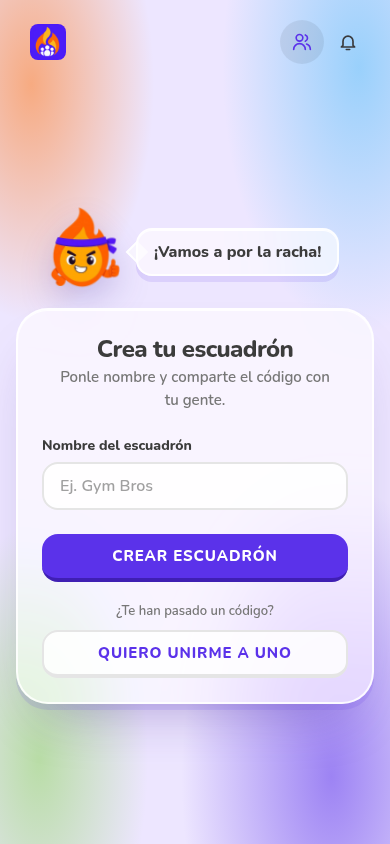 ¡Vamos a por la racha!
Crea tu escuadrón
Ponle nombre y comparte el código con
tu gente.
Nombre del escuadrón
Ej. Gym Bros
CREAR ESCUADRÓN
¿Te han pasado un código?
QUIERO UNIRME A UNO